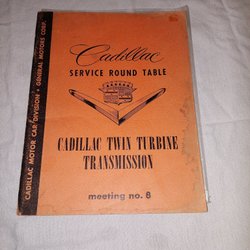 Cadillac
SERVICE ROUND TABLE
CADILLAC TWIN TURBINE
TRANSMISSION
meeting no. 8
CADILLAC MOTOR CAR DIVISION • GENERAL MOTORS CORP.